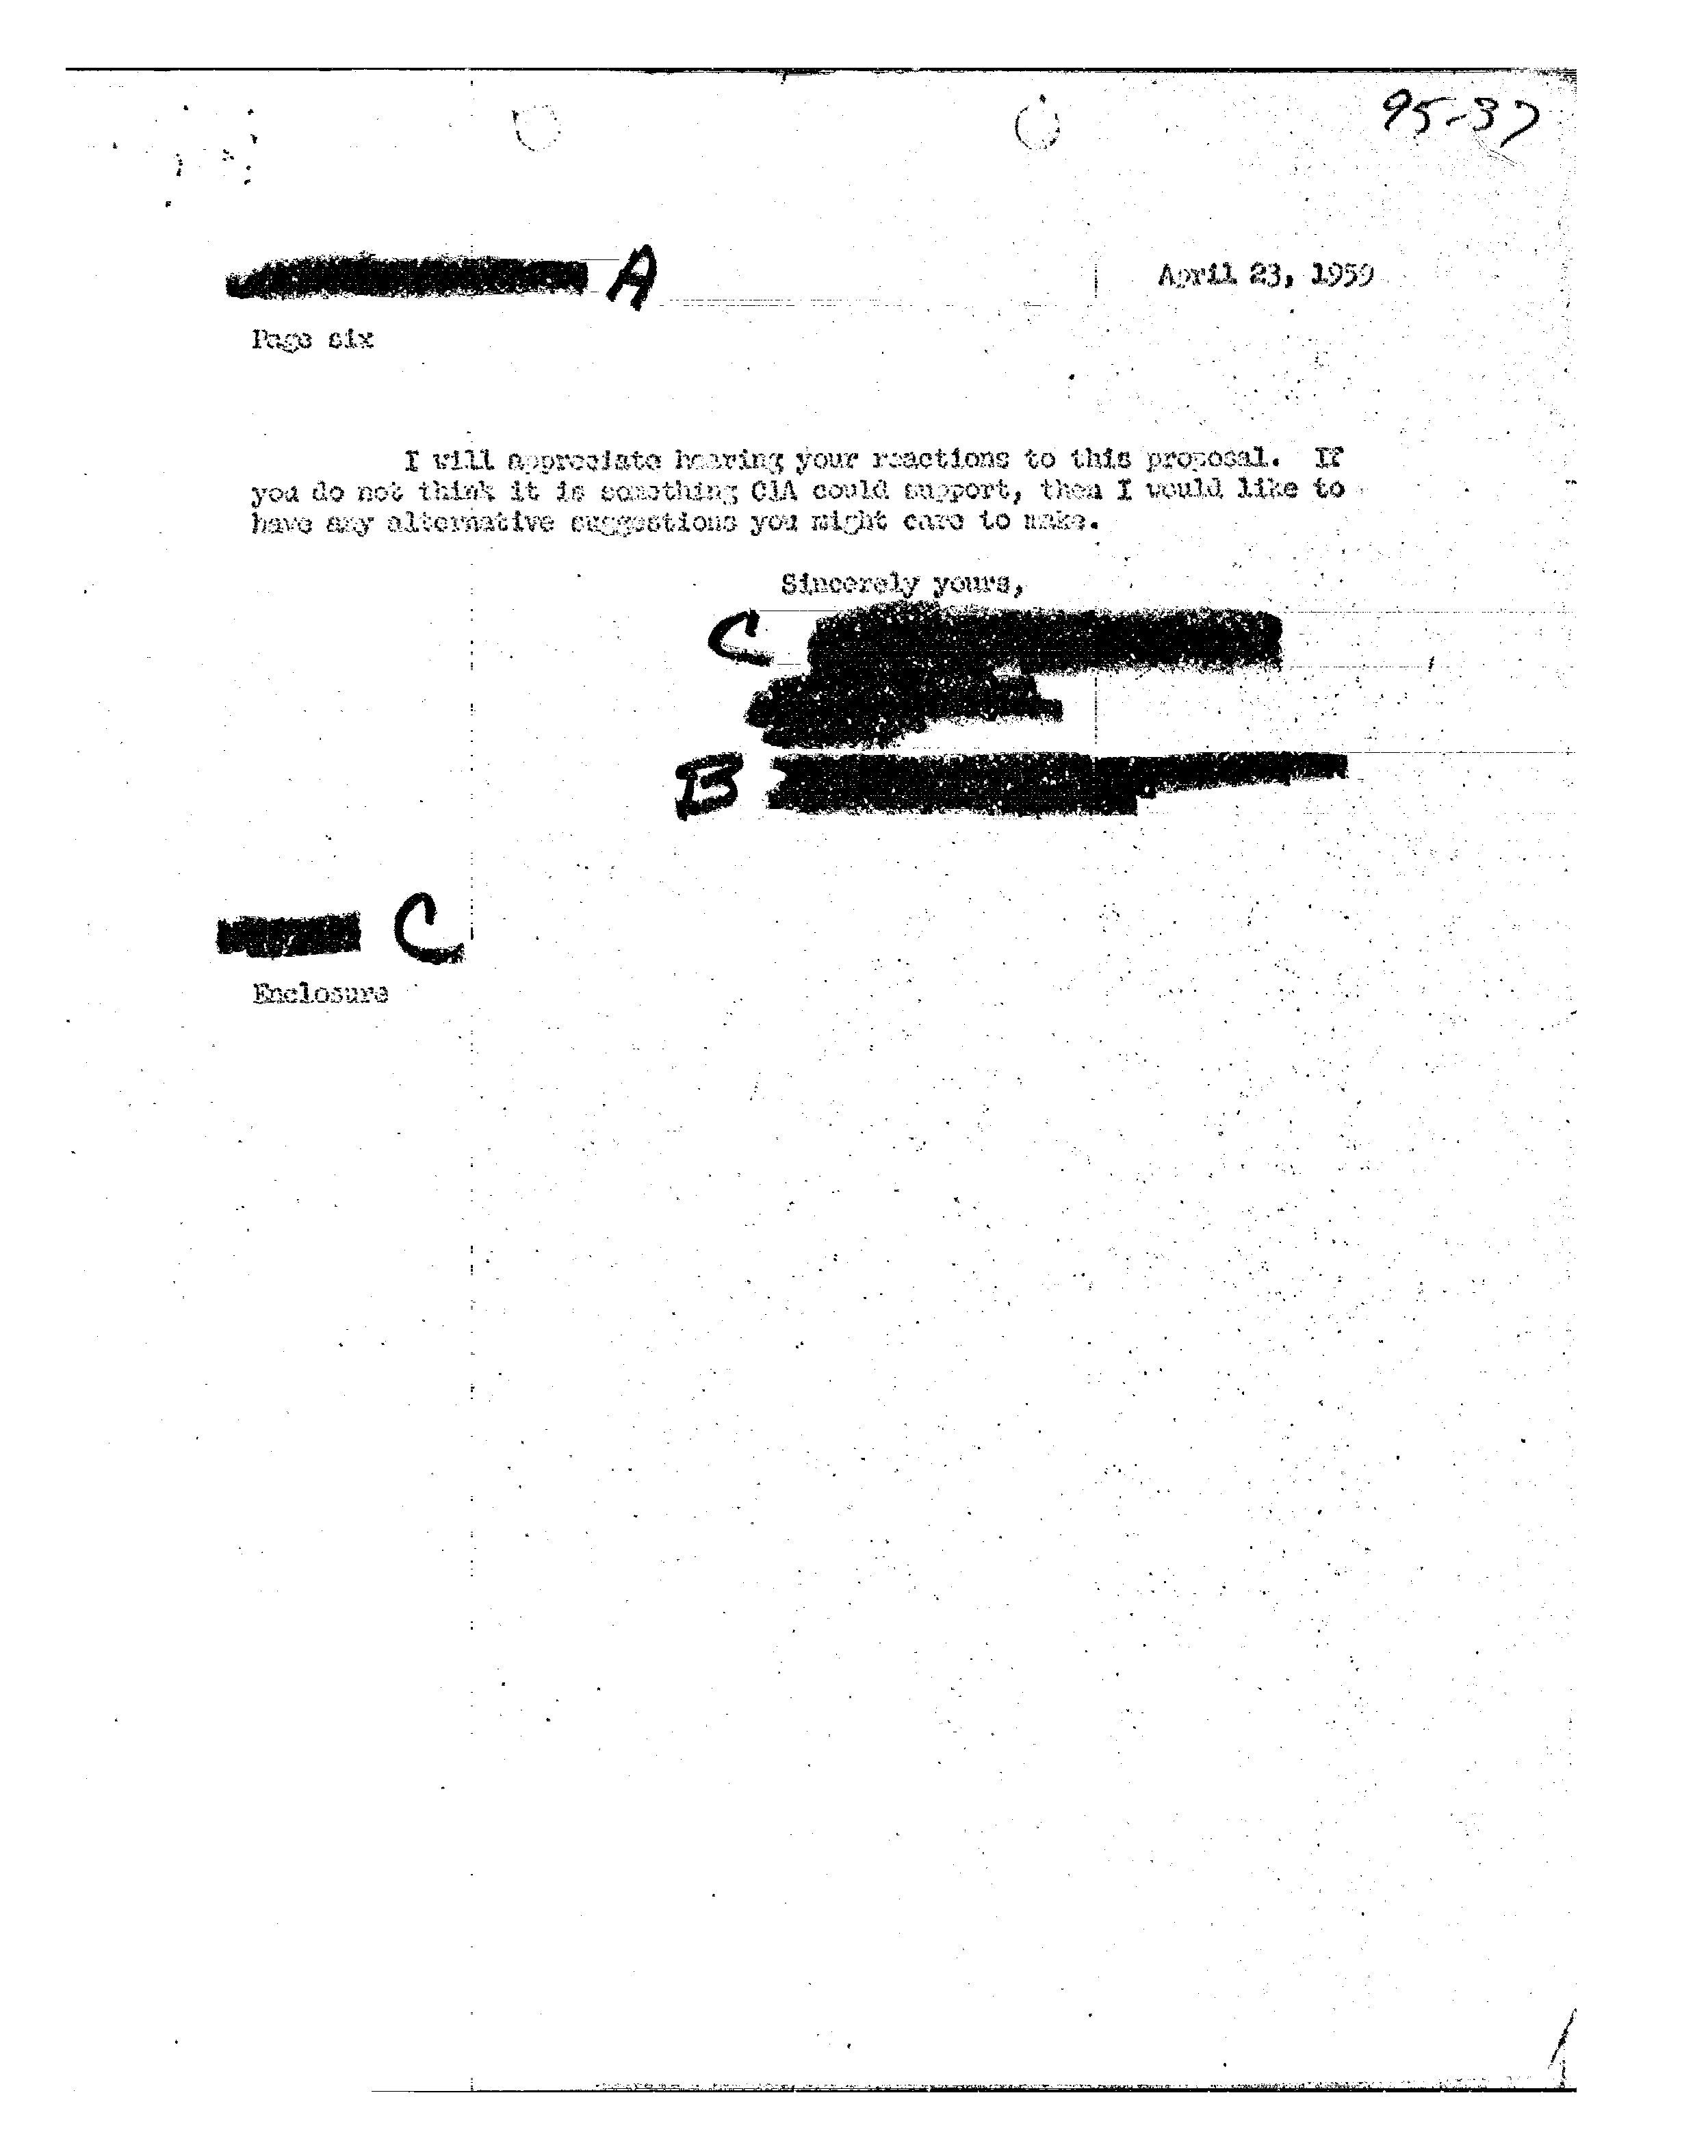 95-37
A April 23, 1959
Page six
I will appreciate hearing your reactions to this proposal. If
you do not think it is something CIA could support, then I would like to
have any alternative suggestions you might care to make.
Sincerely yours,
C
B
C
Enclosure